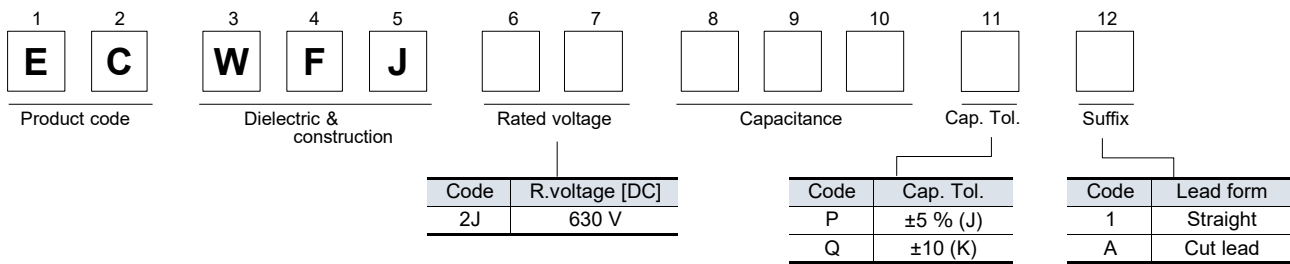 1 2 3 4 5 6 7 8 9 10 11 12
E C W F J
Product code Dielectric & construction Rated voltage Capacitance Cap. Tol. Suffix
Code R.voltage [DC] Code Cap. Tol. Code Lead form
2J 630 V P ±5 % (J) 1 Straight
Q ±10 (K) A Cut lead